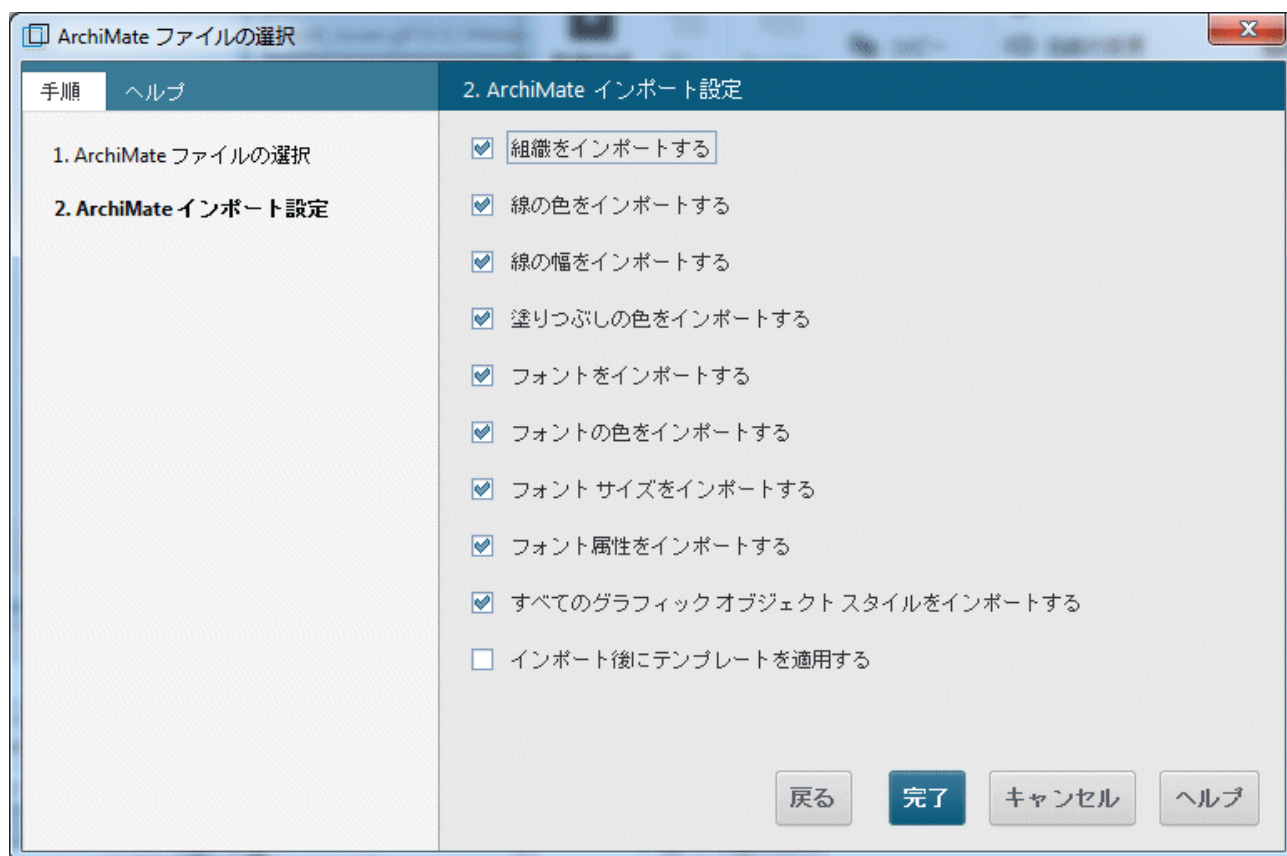 ArchiMate ファイルの選択
手順 ヘルプ
1. ArchiMate ファイルの選択
2. ArchiMate インポート設定
2. ArchiMate インポート設定
組織をインポートする
線の色をインポートする
線の幅をインポートする
塗りつぶしの色をインポートする
フォントをインポートする
フォントの色をインポートする
フォント サイズをインポートする
フォント属性をインポートする
すべてのグラフィック オブジェクト スタイルをインポートする
インポート後にテンプレートを適用する
戻る 完了 キャンセル ヘルプ